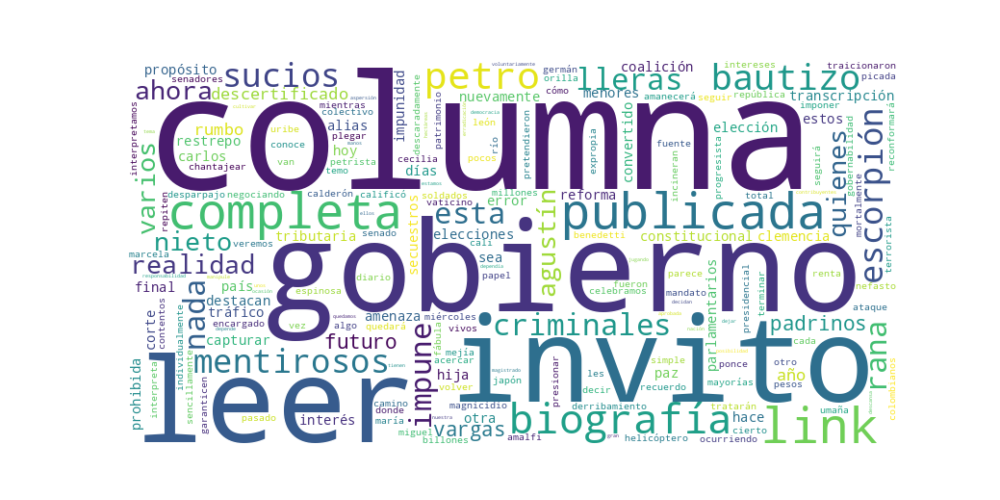 columna
gobierno
leer
invito
completa
publicada
petro
lleras
bautizo
sucios
ahora
descertificado
propósito
senadores
mientras
impunidad
coalición
intereses
traicionaron
picada
germán
orilla
cómo
menores
amanecerá
seguir
república
transcripción
imponer
nuevamente
descaradamente
patrimonio
león
río
pretendieron
expropia
convertido
fuente
elección
estos
progresista
incineran
varios
rumbo
restrepo
uribe
colectivo
alias
plegar
hoy
petrista
carlos
conoce
chantajear
van
temo
cecilia
días
pocos
interpretamos
desparpajo
negociando
calderón
calificó
soldados
vaticino
millones
error
reforma
total
seguirá
gobernabilidad
reconformará
quienes
escorpión
mortalmente
terrorista
repiten
nieto
veremos
tributaria
senado
secuestros
esta
elecciones
agustín
cali
sea
papel
benedetti
constitucional
clemencia
marcela
realidad
nada
país
espinosa
diario
fueron
celebramos
parece
mandato
renta
presidencial
terminar
nefasto
ataque
final
destacan
tráfico
vez
amenaza
algo
quedará
miércoles
vivos
criminales
parlamentarios
padrinos
cada
corte
contentos
encargado
capturar
futuro
impune
fábula
mejía
acercar
simple
paz
ponce
año
otro
rana
colombianos
mentirosos
individualmente
sencillamente
interpreta
prohibida
garanticen
hija
volver
japón
presionar
les
decir
recuerdo
mayorías
pesos
camino
donde
magnicidio
biografía
derribamiento
tratarán
umaña
hace
link
pasado
interés
maría
miguel
billones
otra
vargas
amalfi
helicóptero
ocurriendo
cierto